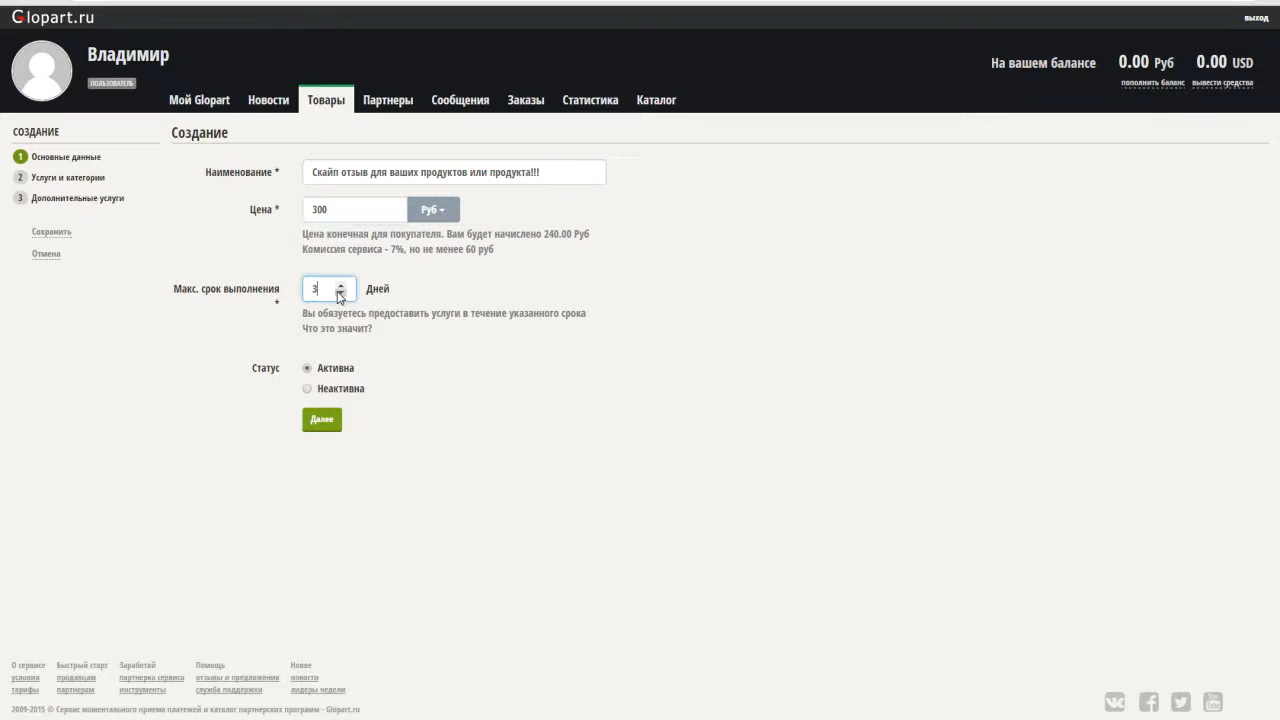 Glopart.ru
выход
Владимир
ПОЛЬЗОВАТЕЛЬ
На вашем балансе
0.00 Руб
0.00 USD
пополнить баланс
вывести средства
Мой Glopart
Новости
Товары
Партнеры
Сообщения
Заказы
Статистика
Каталог
СОЗДАНИЕ
1 Основные данные
2 Услуги и категории
3 Дополнительные услуги
Сохранить
Отмена
Создание
Наименование *
Скайп отзыв для ваших продуктов или продукта!!!
Цена *
300
Руб
Цена конечная для покупателя. Вам будет начислено 240.00 Руб
Комиссия сервиса - 7%, но не менее 60 руб
Макс. срок выполнения
*
3
Дней
Вы обязуетесь предоставить услуги в течение указанного срока
Что это значит?
Статус
Активна
Неактивна
Далее
О сервисе
условия
тарифы
Быстрый старт
продавцам
партнерам
Заработай
партнерка сервиса
инструменты
Помощь
отзывы и предложения
служба поддержки
Новое
новости
лидеры недели
2009-2015 © Сервис моментального приема платежей и каталог партнерских программ - Glopart.ru
You Tube